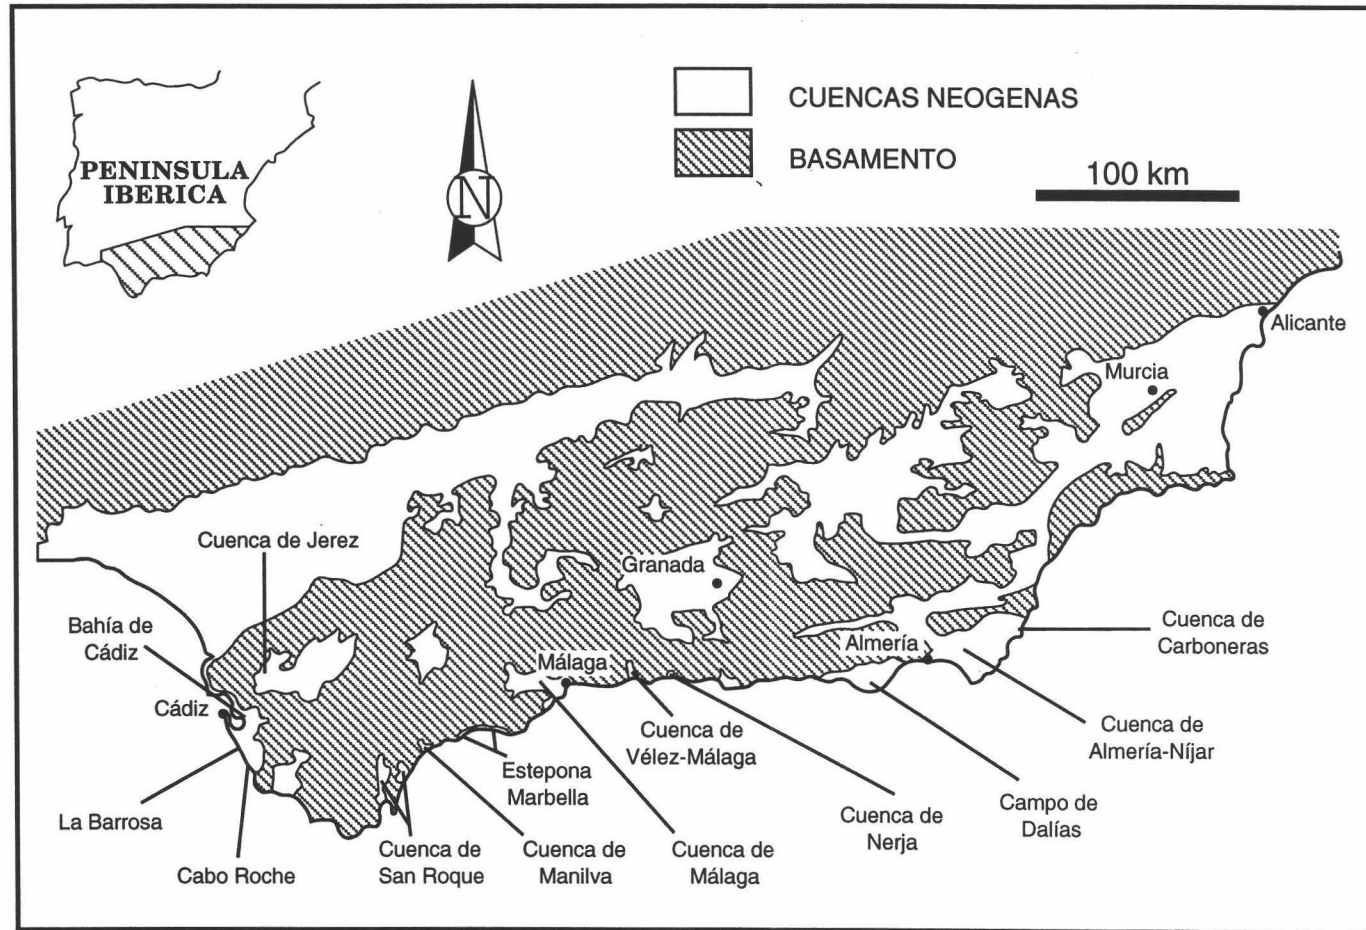 CUENCAS NEOGENAS
BASAMENTO
100 km
PENINSULA
IBERICA
N
Alicante
Murcia
Cuenca de Jerez
Granada
Bahía de
Cádiz
Cuenca de
Carboneras
Almería
Málaga
Cádiz
Cuenca de
Vélez-Málaga
Cuenca de
Almería-Níjar
Estepona
Marbella
La Barrosa
Cuenca de
Nerja
Campo de
Dalías
Cabo Roche
Cuenca de
San Roque
Cuenca de
Manilva
Cuenca de
Málaga